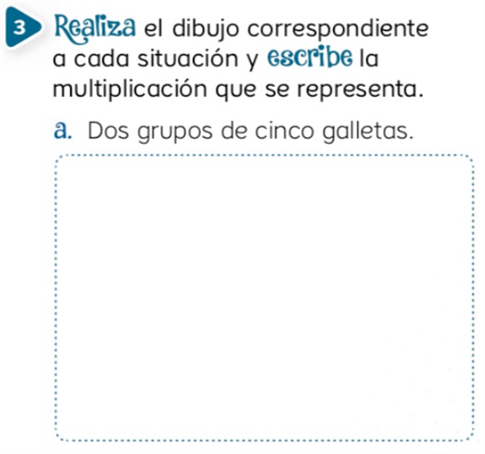 3 Realiza el dibujo correspondiente
a cada situación y escribe la
multiplicación que se representa.
a. Dos grupos de cinco galletas.